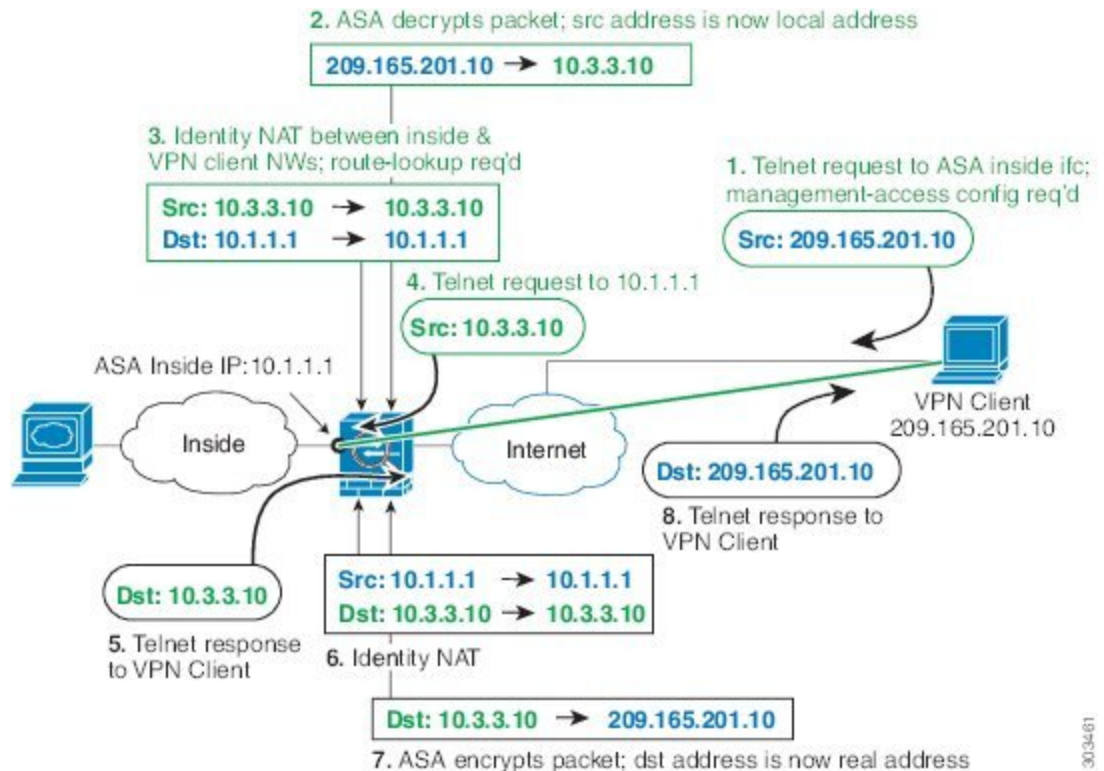 2. ASA decrypts packet; src address is now local address
209.165.201.10 → 10.3.3.10
3. Identity NAT between inside &
VPN client NWs; route-lookup req'd
Src: 10.3.3.10 → 10.3.3.10
Dst: 10.1.1.1 → 10.1.1.1
1. Telnet request to ASA inside ifc;
management-access config req'd
Src: 209.165.201.10
4. Telnet request to 10.1.1.1
Src: 10.3.3.10
ASA Inside IP:10.1.1.1
Inside
Internet
VPN Client
209.165.201.10
Dst: 209.165.201.10
8. Telnet response to
VPN Client
Dst: 10.3.3.10
5. Telnet response
to VPN Client
Src: 10.1.1.1 → 10.1.1.1
Dst: 10.3.3.10 → 10.3.3.10
6. Identity NAT
Dst: 10.3.3.10 → 209.165.201.10
7. ASA encrypts packet; dst address is now real address
303461